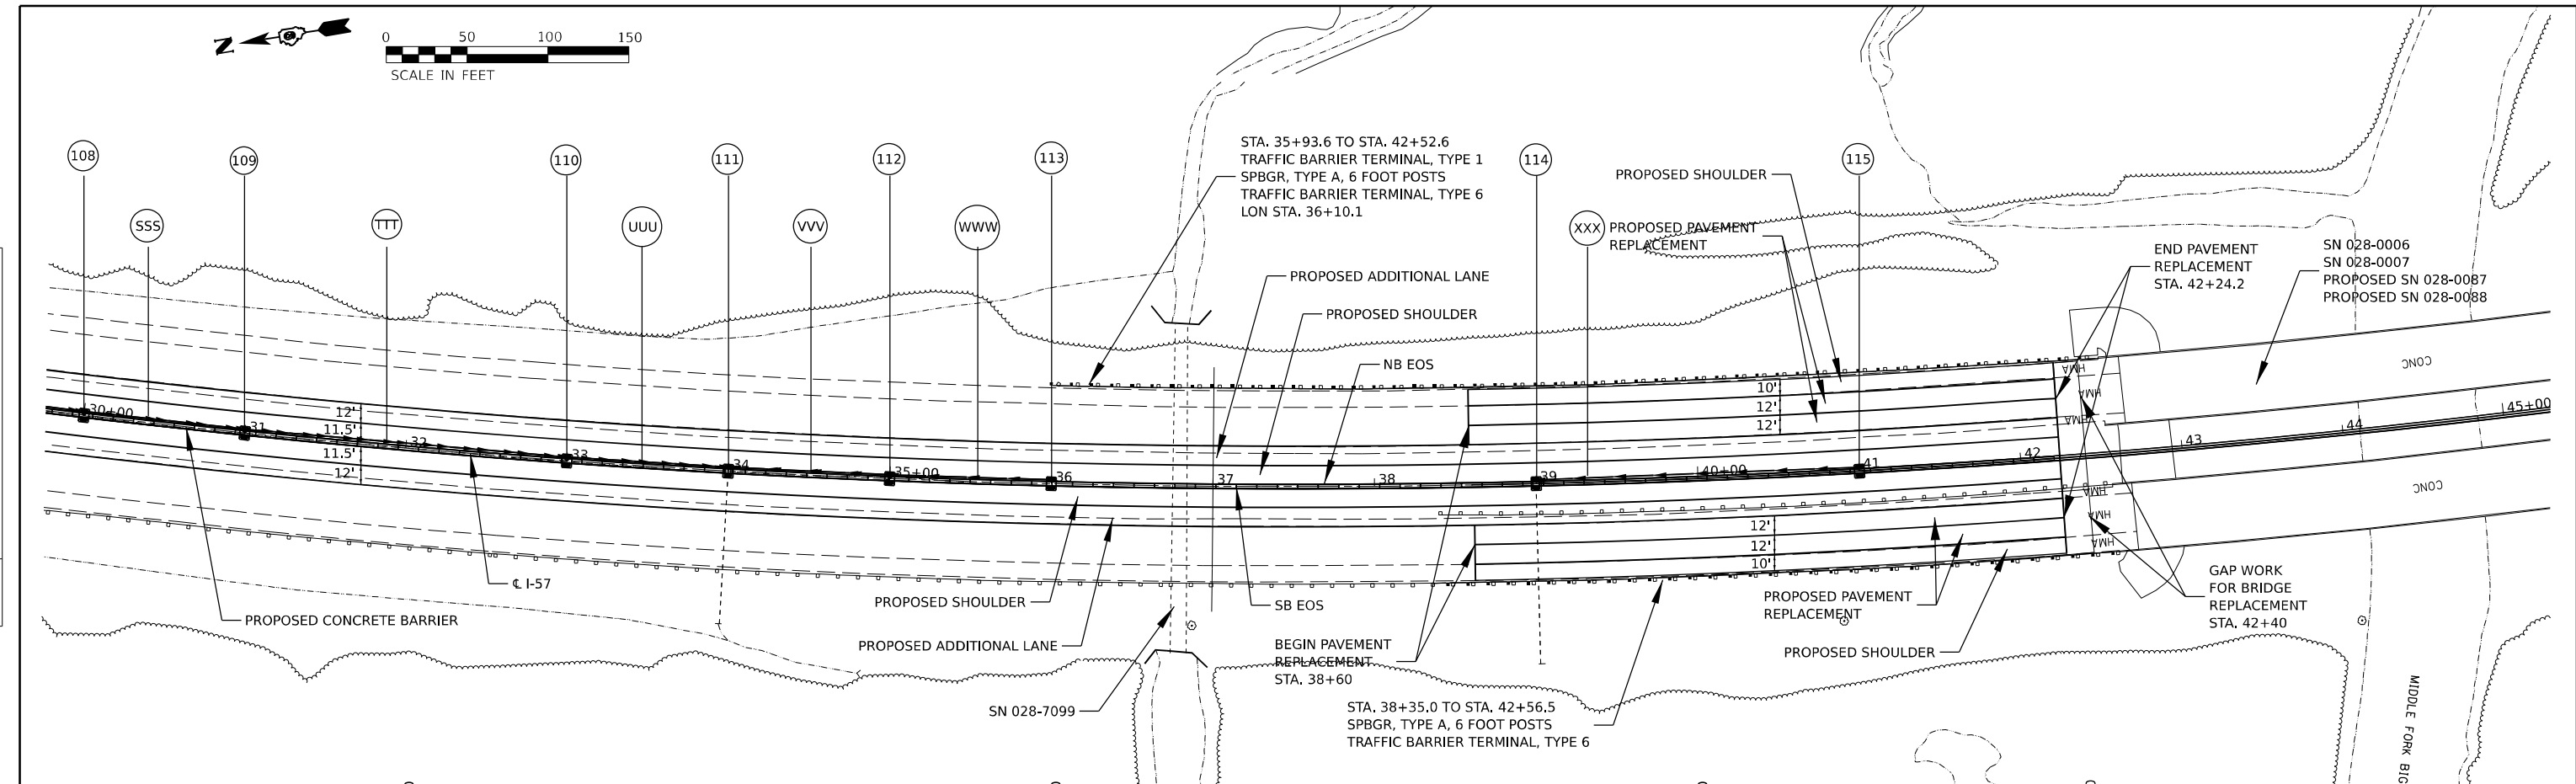 N
0 50 100 150
SCALE IN FEET
108
109
110
111
112
113
114
115
SSS
TTT
UUU
VVV
WWW
XXX
STA. 35+93.6 TO STA. 42+52.6
TRAFFIC BARRIER TERMINAL, TYPE 1
SPBGR, TYPE A, 6 FOOT POSTS
TRAFFIC BARRIER TERMINAL, TYPE 6
LON STA. 36+10.1
PROPOSED SHOULDER
PROPOSED PAVEMENT
REPLACEMENT
END PAVEMENT
REPLACEMENT
STA. 42+24.2
SN 028-0006
SN 028-0007
PROPOSED SN 028-0087
PROPOSED SN 028-0088
PROPOSED ADDITIONAL LANE
PROPOSED SHOULDER
NB EOS
CONC
HMA
HMA
HMA
10'
12'
12'
12'
11.5'
11.5'
12'
30+00
31
32
33
34
35+00
36
37
38
39
40+00
41
42
43
44
45+00
HMA
HMA
HMA
CONC
12'
12'
10'
℄ I-57
PROPOSED CONCRETE BARRIER
PROPOSED SHOULDER
PROPOSED ADDITIONAL LANE
SN 028-7099
SB EOS
BEGIN PAVEMENT
REPLACEMENT
STA. 38+60
STA. 38+35.0 TO STA. 42+56.5
SPBGR, TYPE A, 6 FOOT POSTS
TRAFFIC BARRIER TERMINAL, TYPE 6
PROPOSED PAVEMENT
REPLACEMENT
PROPOSED SHOULDER
GAP WORK
FOR BRIDGE
REPLACEMENT
STA. 42+40
MIDDLE FORK BIG